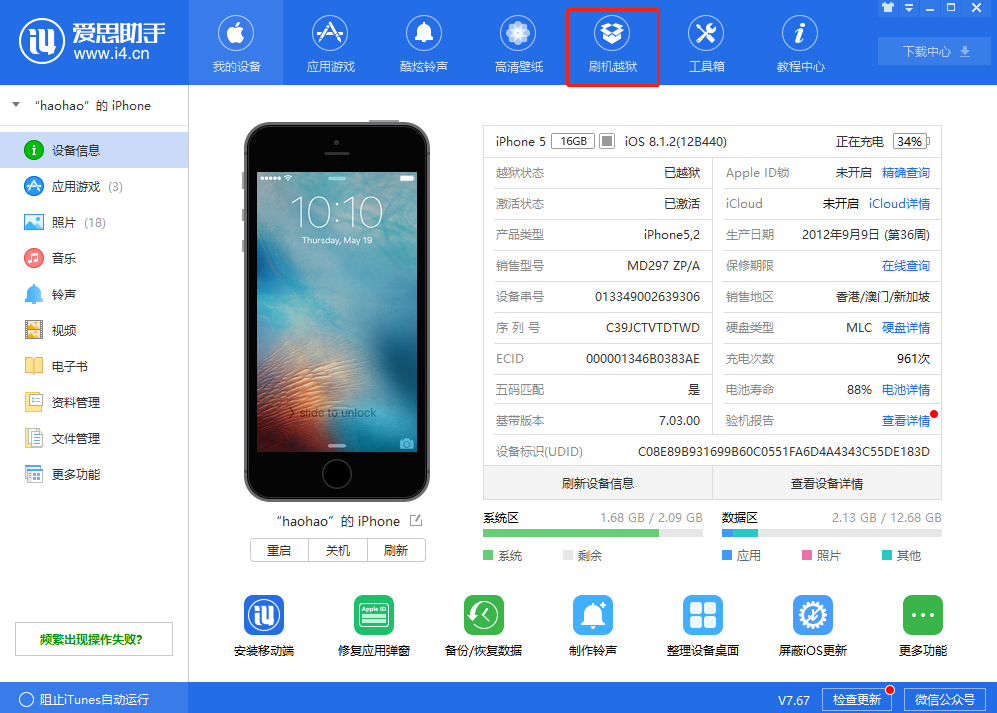 爱思助手
www.i4.cn
我的设备
应用游戏
酷炫铃声
高清壁纸
刷机越狱
工具箱
教程中心
下载中心
“haohao”的 iPhone
设备信息
应用游戏 (3)
照片 (18)
音乐
铃声
视频
电子书
资料管理
文件管理
更多功能
频繁出现操作失败?
10:10
Thursday, May 19
slide to unlock
“haohao”的 iPhone
重启 关机 刷新
iPhone 5 16GB iOS 8.1.2(12B440) 正在充电 34%
越狱状态 已越狱 Apple ID锁 未开启 精确查询
激活状态 已激活 iCloud 未开启 iCloud详情
产品类型 iPhone5,2 生产日期 2012年9月9日 (第36周)
销售型号 MD297 ZP/A 保修期限 在线查询
设备串号 013349002639306 销售地区 香港/澳门/新加坡
序 列 号 C39JCTVTDTWD 硬盘类型 MLC 硬盘详情
ECID 000001346B0383AE 充电次数 961次
五码匹配 是 电池寿命 88% 电池详情
基带版本 7.03.00 验机报告 查看详情
设备标识(UDID) C08E89B931699B60C0551FA6D4A4343C55DE183D
刷新设备信息 查看设备详情
系统区 1.68 GB / 2.09 GB 数据区 2.13 GB / 12.68 GB
系统 剩余 应用 照片 其他
Apple ID
安装移动端 修复应用弹窗 备份/恢复数据 制作铃声 整理设备桌面 屏蔽iOS更新 更多功能
阻止iTunes自动运行 V7.67 检查更新 微信公众号